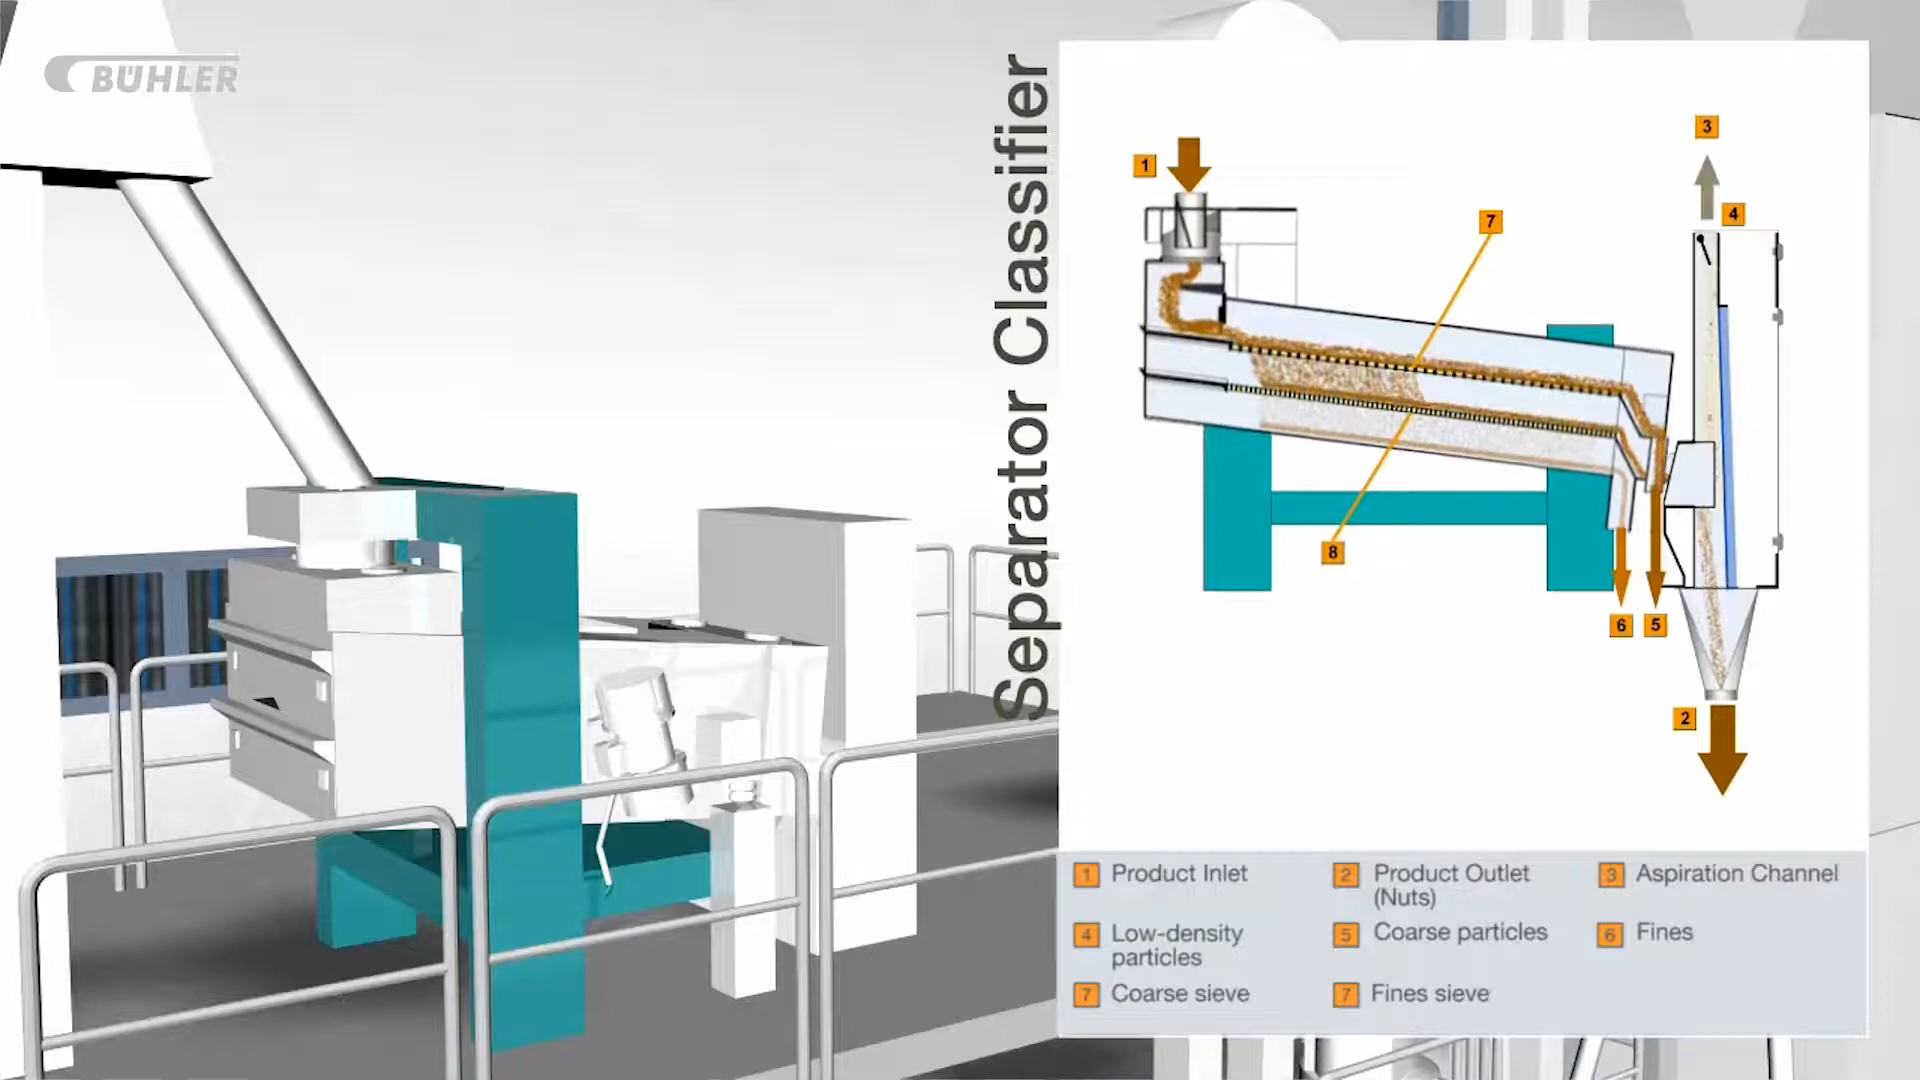 BÜHLER
Separator Classifier
3
1
4
7
8
6 5
2
1 Product Inlet
2 Product Outlet
(Nuts)
3 Aspiration Channel
4 Low-density
particles
5 Coarse particles
6 Fines
7 Coarse sieve
7 Fines sieve